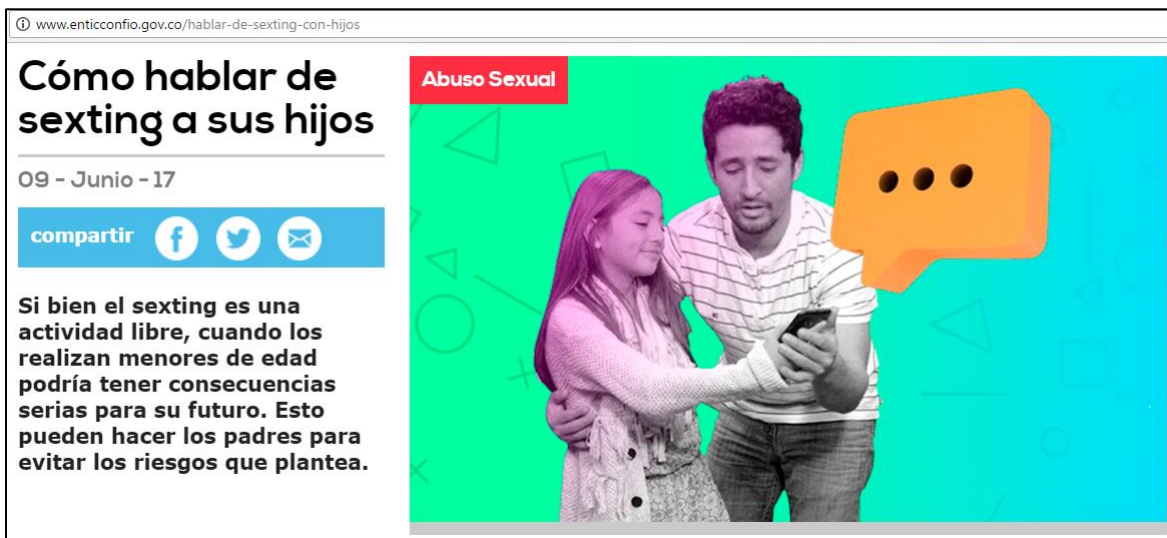 www.enticconfio.gov.co/hablar-de-sexting-con-hijos
Cómo hablar de
sexting a sus hijos
09 - Junio - 17
compartir
Si bien el sexting es una
actividad libre, cuando los
realizan menores de edad
podría tener consecuencias
serias para su futuro. Esto
pueden hacer los padres para
evitar los riesgos que plantea.
Abuso Sexual